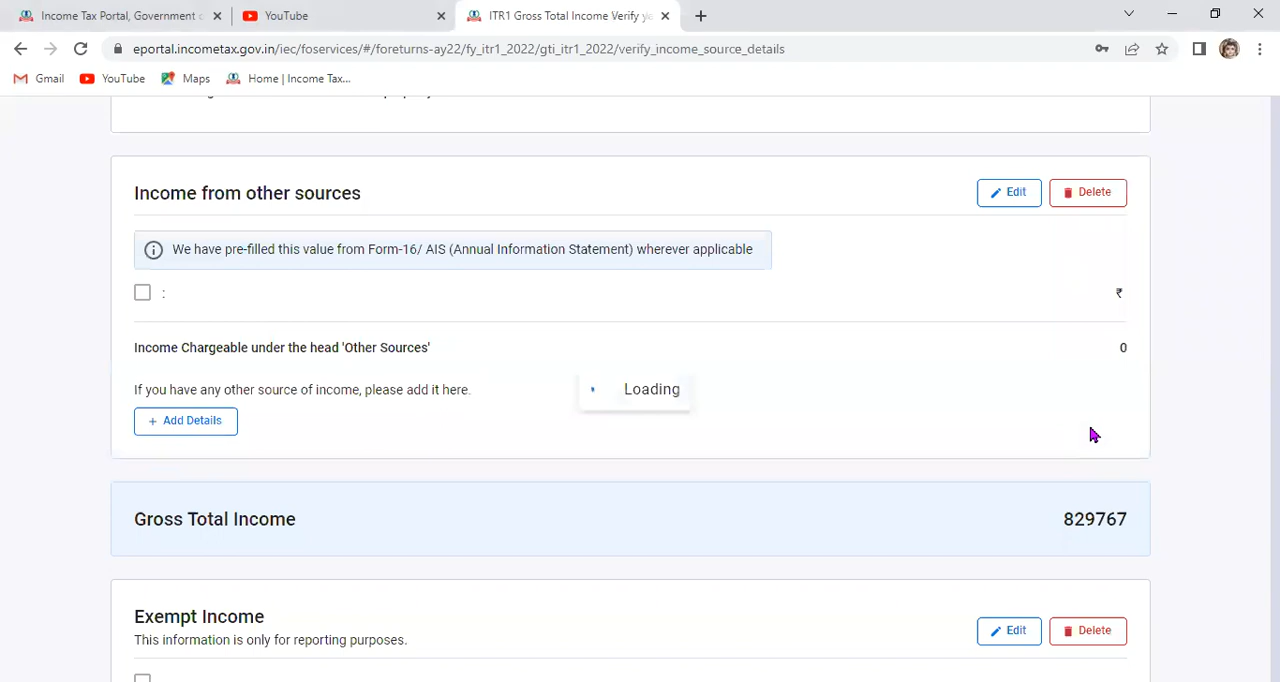 Income Tax Portal, Government
YouTube
ITR1 Gross Total Income Verify ye
eportal.incometax.gov.in/iec/foservices/#/foreturns-ay22/fy_itr1_2022/gti_itr1_2022/verify_income_source_details
Gmail
YouTube
Maps
Home | Income Tax...
Income from other sources
Edit
Delete
We have pre-filled this value from Form-16/ AIS (Annual Information Statement) wherever applicable
: ₹
Income Chargeable under the head 'Other Sources' 0
If you have any other source of income, please add it here.
Loading
+ Add Details
Gross Total Income 829767
Exempt Income
Edit
Delete
This information is only for reporting purposes.